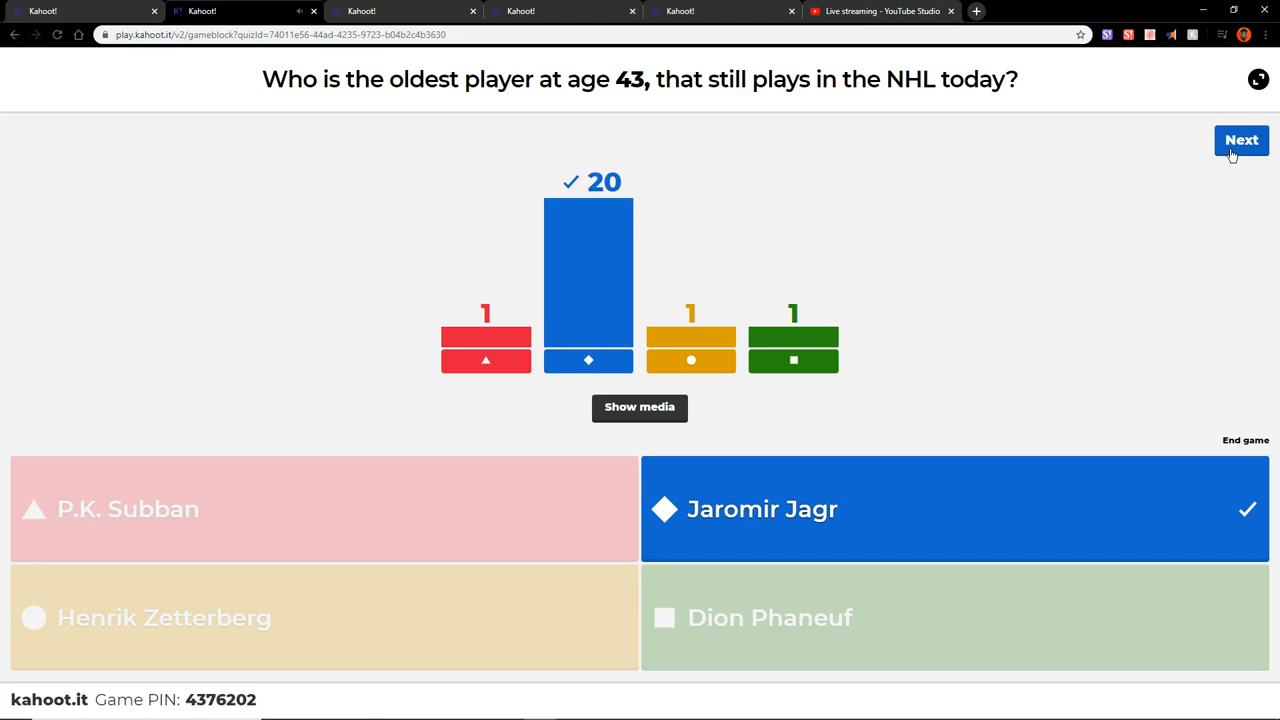 Kahoot!
Kahoot!
Kahoot!
Kahoot!
Kahoot!
Live streaming - YouTube Studio
play.kahoot.it/v2/gameblock?quizId=74011e56-44ad-4235-9723-b04b2c4b3630
Who is the oldest player at age 43, that still plays in the NHL today?
Next
20
1
1
1
Show media
End game
P.K. Subban
Jaromir Jagr
Henrik Zetterberg
Dion Phaneuf
kahoot.it Game PIN: 4376202